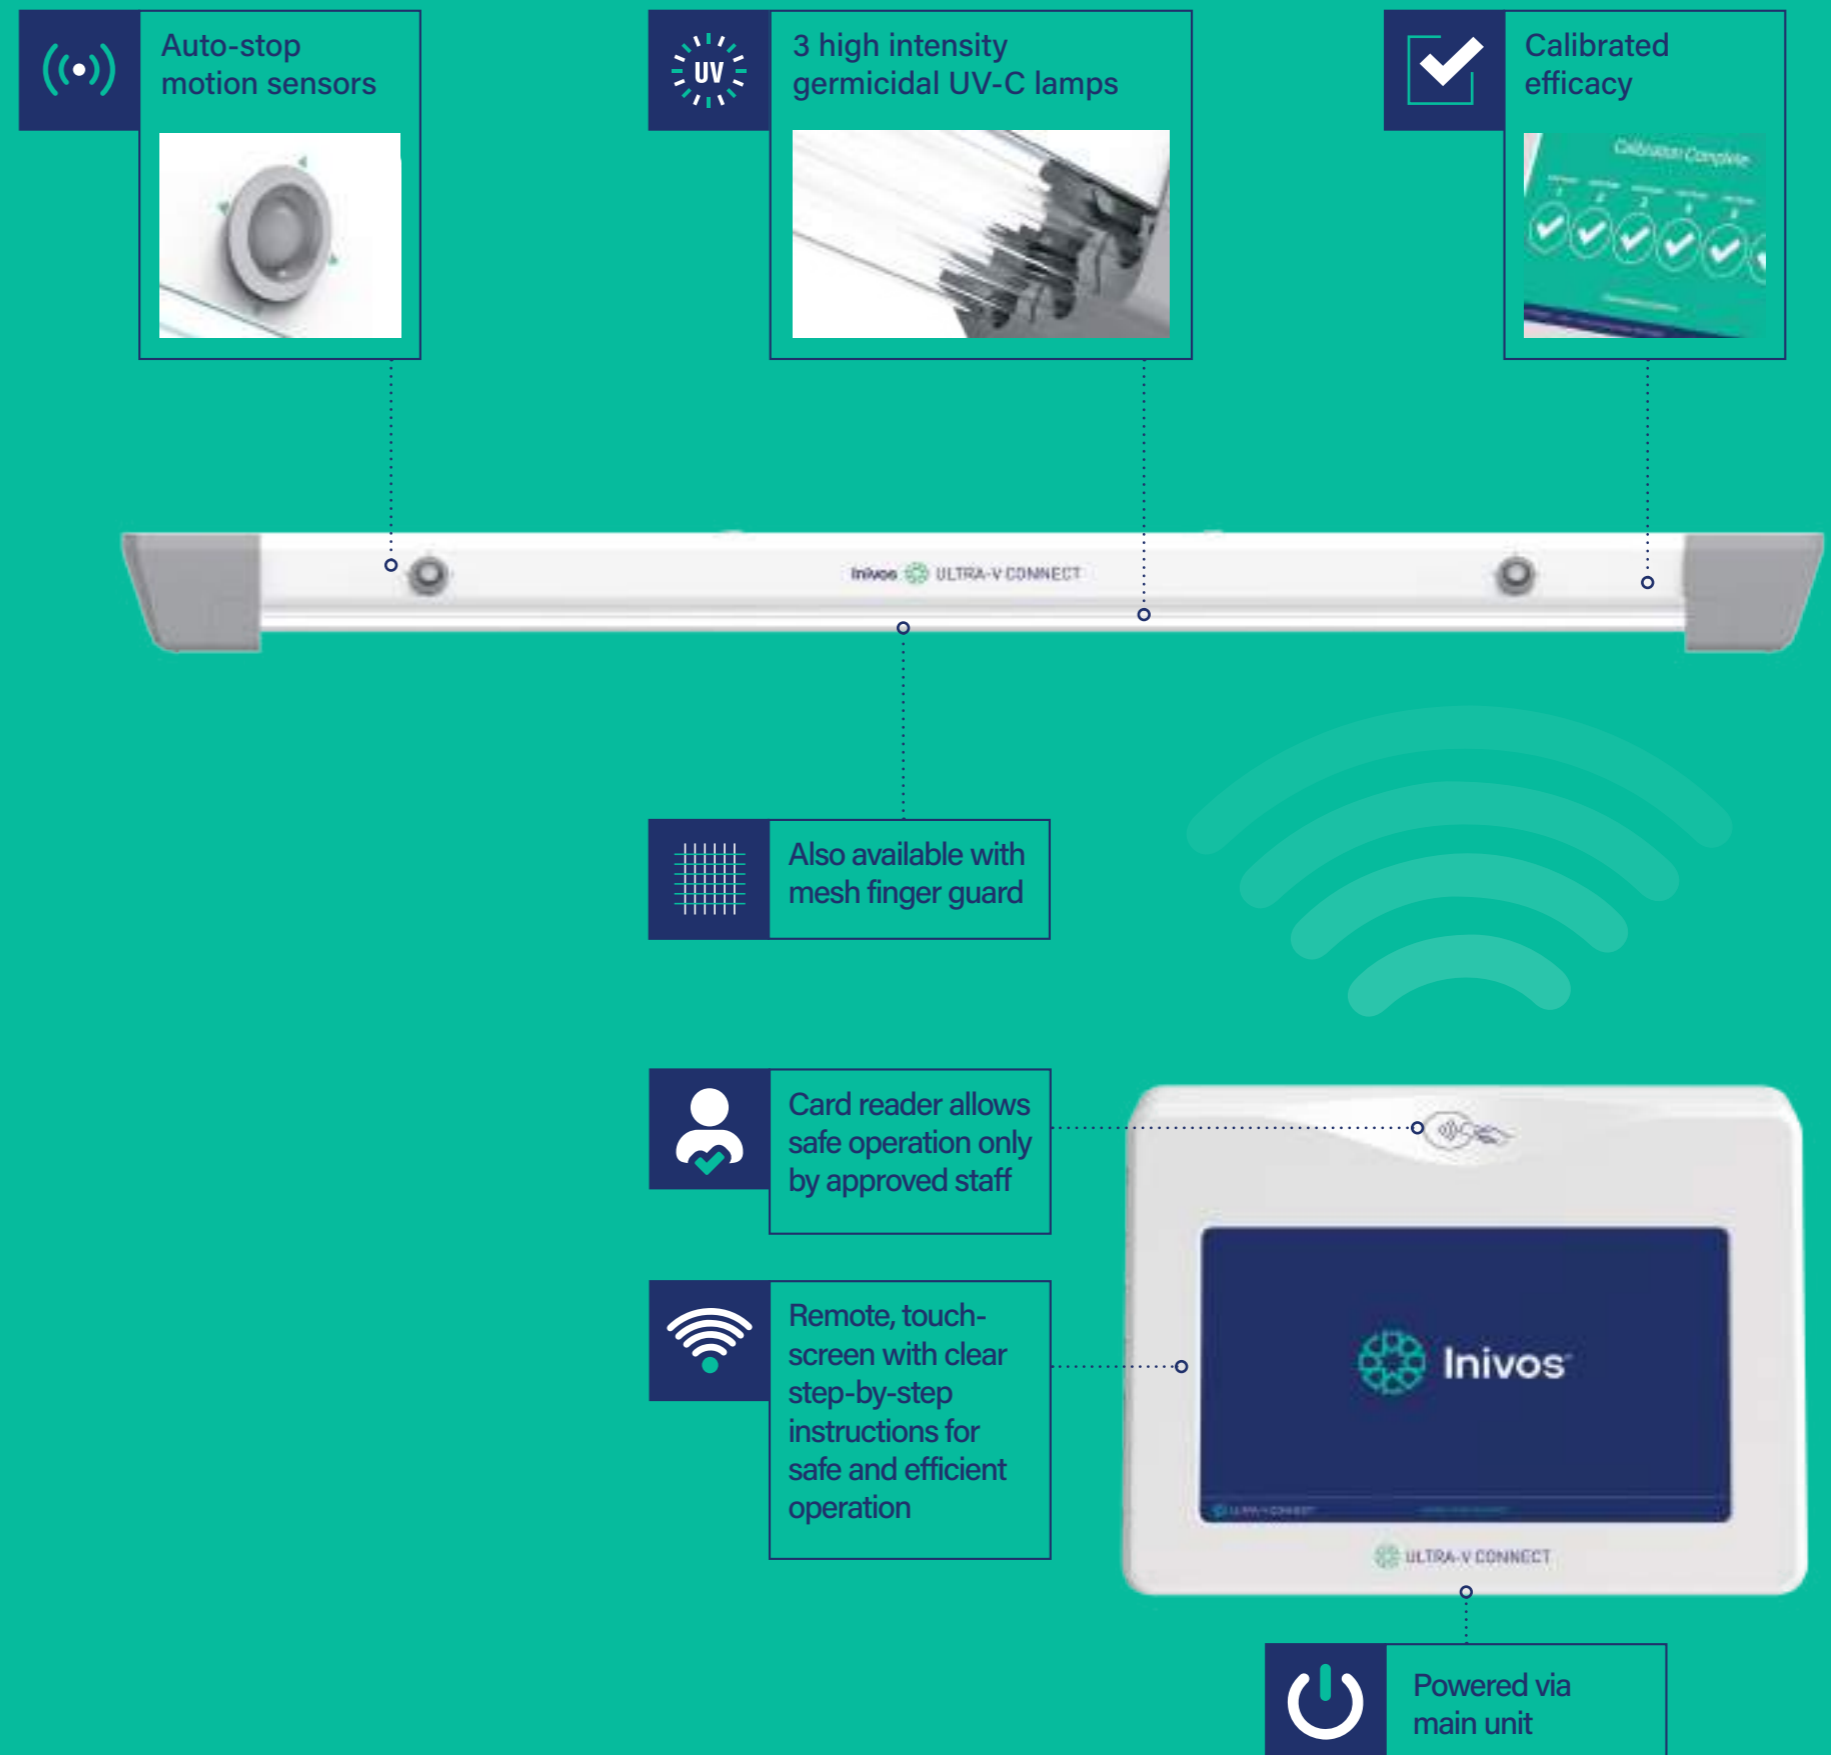 Auto-stop
motion sensors
UV
3 high intensity
germicidal UV-C lamps
Calibrated
efficacy
Calibration Complete
Inivos ULTRA-V CONNECT
Also available with
mesh finger guard
Card reader allows
safe operation only
by approved staff
Remote, touch-
screen with clear
step-by-step
instructions for
safe and efficient
operation
Inivos
ULTRA-V CONNECT
ULTRA-V CONNECT
Powered via
main unit